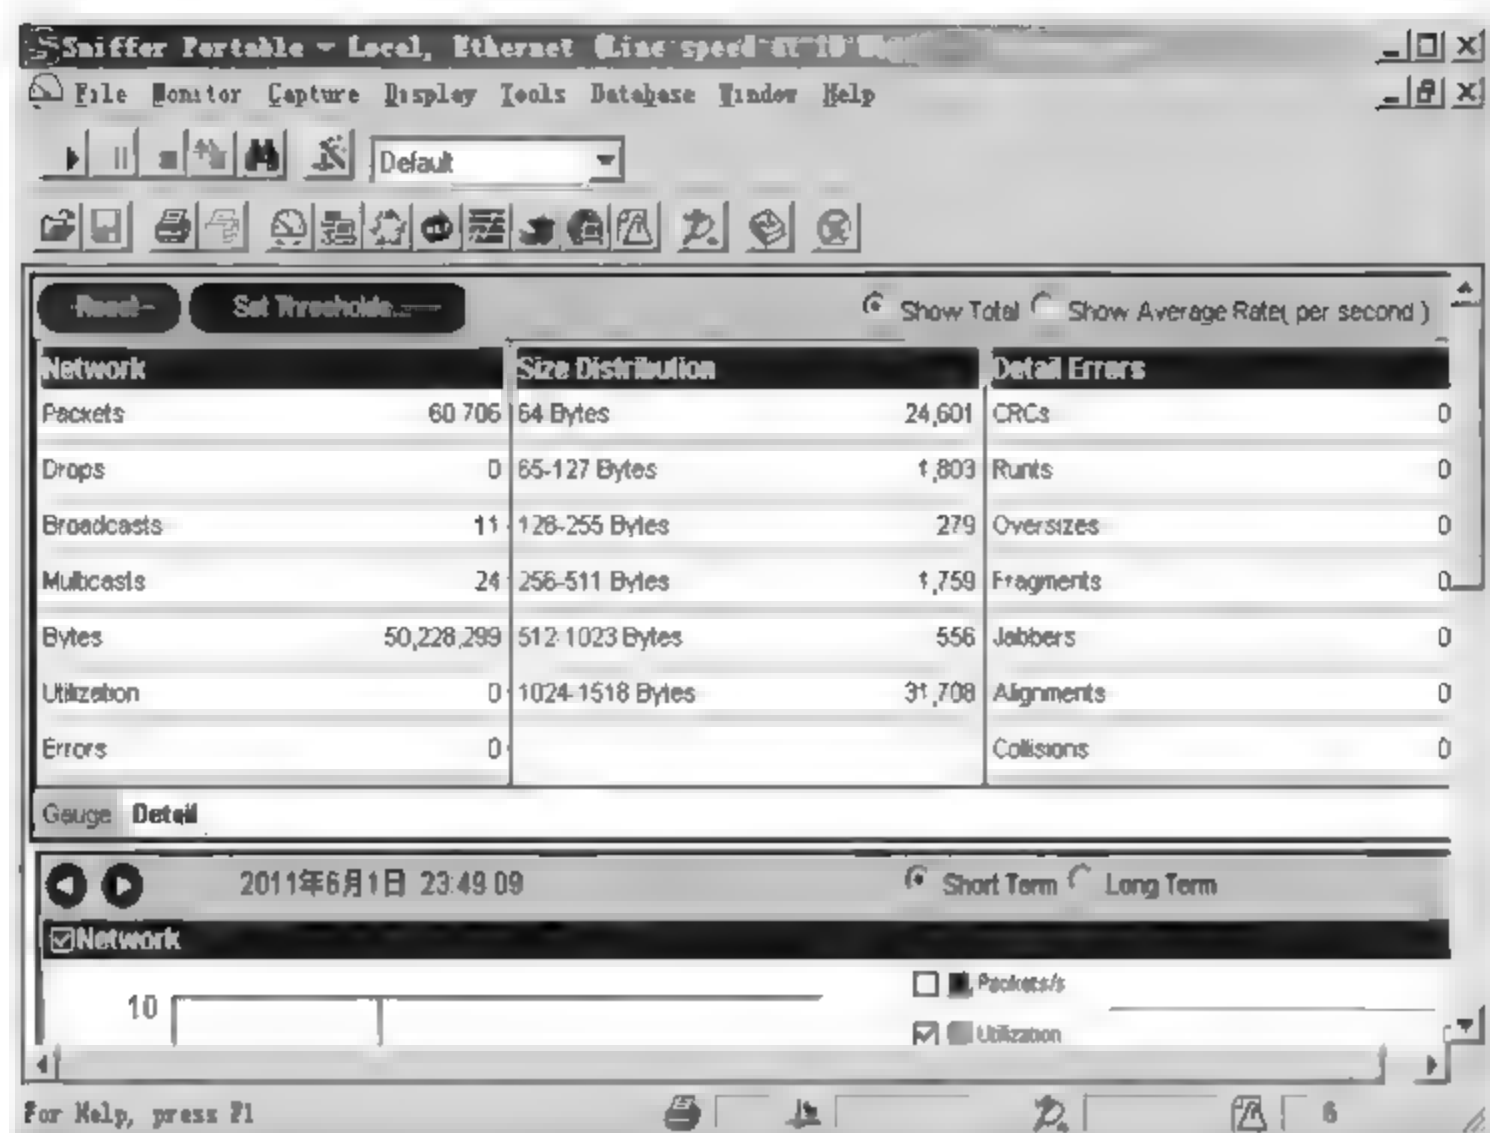 Sniffer Portable - Local, Ethernet (Line speed at 10
File Monitor Capture Display Tools Database Window Help
Default
Reset Set Thresholds... Show Total Show Average Rate( per second )
Network Size Distribution Detail Errors
Packets 60 706 64 Bytes 24,601 CRCs 0
Drops 0 65-127 Bytes 1,803 Runts 0
Broadcasts 11 128-255 Bytes 279 Oversizes 0
Multicasts 24 256-511 Bytes 1,759 Fragments 0
Bytes 50,228,299 512-1023 Bytes 556 Jabbers 0
Utilization 0 1024-1518 Bytes 31,708 Alignments 0
Errors 0 Collisions 0
Gauge Detail
2011年6月1日 23:49 09 Short Term Long Term
Network
10 Packets/s
Utilization
For Help, press F1 6